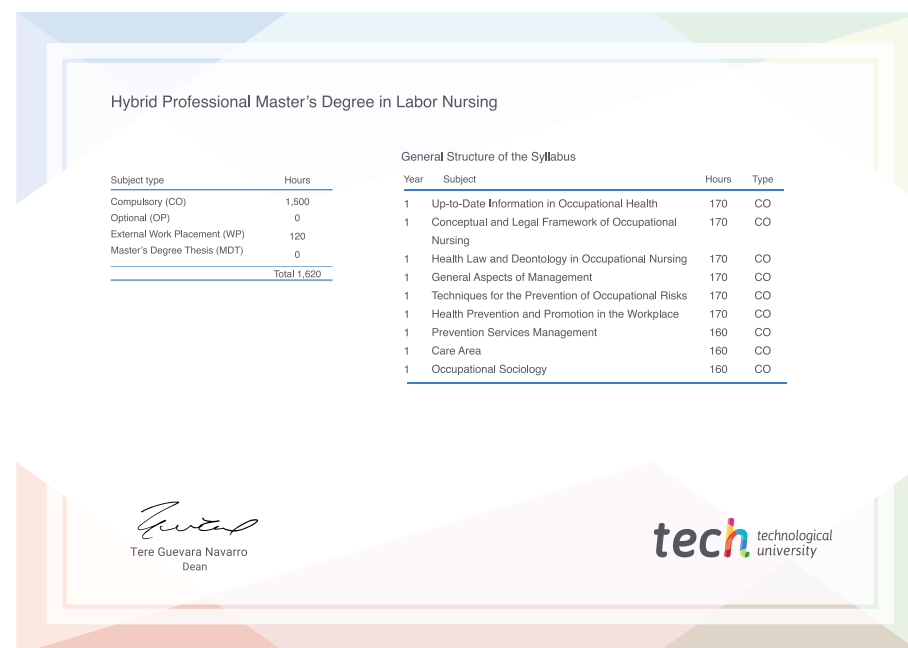 Hybrid Professional Master's Degree in Labor Nursing
Subject type Hours
Compulsory (CO) 1,500
Optional (OP) 0
External Work Placement (WP) 120
Master's Degree Thesis (MDT) 0
Total 1,620
General Structure of the Syllabus
Year Subject Hours Type
1 Up-to-Date Information in Occupational Health 170 CO
1 Conceptual and Legal Framework of Occupational 170 CO
Nursing
1 Health Law and Deontology in Occupational Nursing 170 CO
1 General Aspects of Management 170 CO
1 Techniques for the Prevention of Occupational Risks 170 CO
1 Health Prevention and Promotion in the Workplace 170 CO
1 Prevention Services Management 160 CO
1 Care Area 160 CO
1 Occupational Sociology 160 CO
Tere Guevara Navarro
Dean
tech technological
university